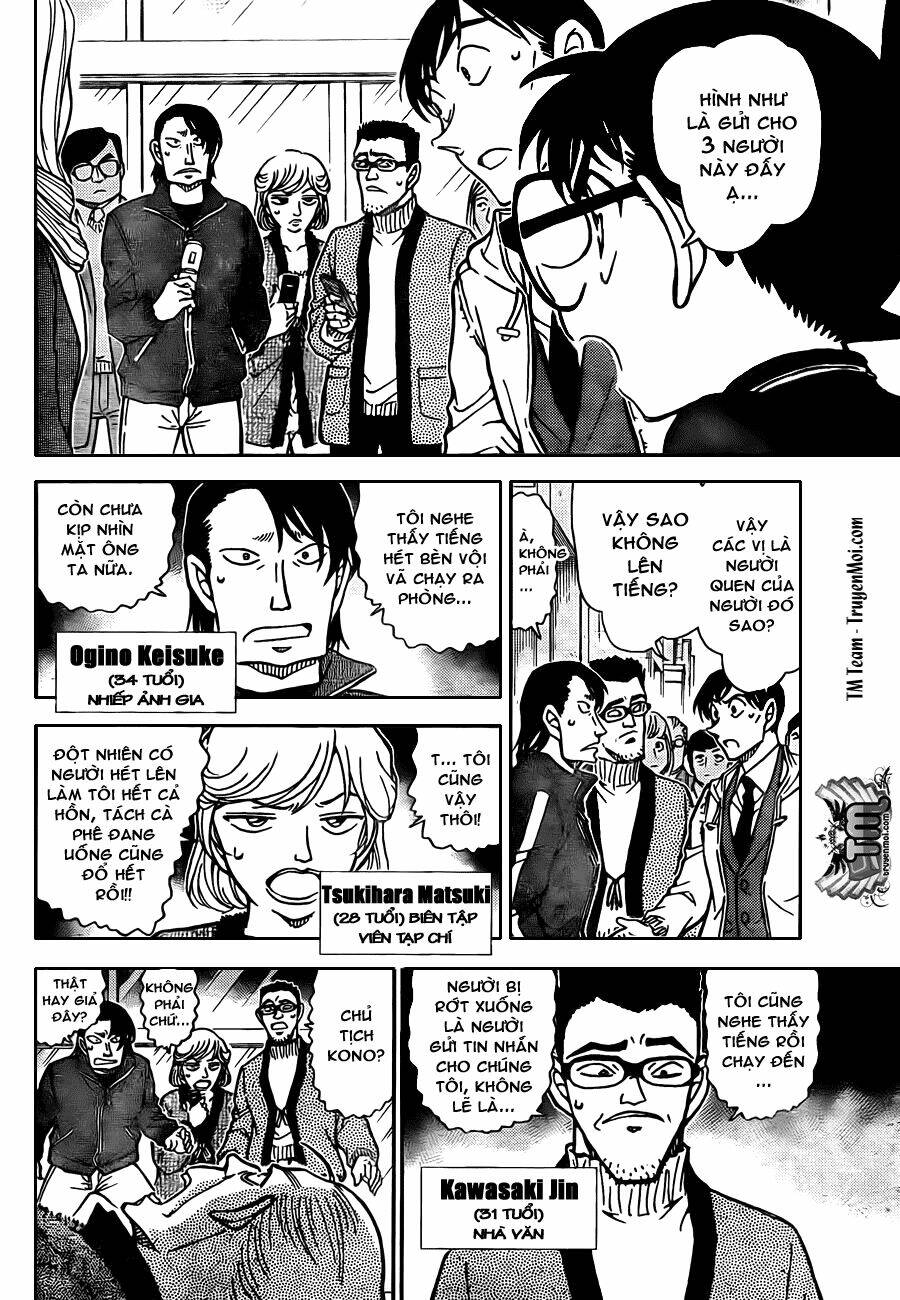 HÌNH NHƯ
LÀ GỬI CHO
3 NGƯỜI
NÀY ĐẤY
Ạ...
VẬY
CÁC VỊ LÀ
NGƯỜI
QUEN CỦA
NGƯỜI ĐÓ
SAO?
VẬY SAO
KHÔNG
LÊN
TIẾNG?
À,
KHÔNG
PHẢI
...
TÔI NGHE
THẤY TIẾNG
HÉT BÈN VỘI
VÃ CHẠY RA
PHÒNG...
CÒN CHƯA
KỊP NHÌN
MẶT ÔNG
TA NỮA.
Ogino Keisuke
(34 TUỔI)
NHIẾP ẢNH GIA
T... TÔI
CŨNG
VẬY
THÔI!
ĐỘT NHIÊN CÓ
NGƯỜI HÉT LÊN
LÀM TÔI HẾT CẢ
HỒN, TÁCH CÀ
PHÊ ĐANG
UỐNG CŨNG
ĐỔ HẾT
RỒI!!
Tsukihara Matsuki
(28 TUỔI) BIÊN TẬP
VIÊN TẠP CHÍ
TÔI CŨNG
NGHE THẤY
TIẾNG RỒI
CHẠY ĐẾN
...
NGƯỜI BỊ
RỚT XUỐNG
LÀ NGƯỜI
GỬI TIN NHẮN
CHO CHÚNG
TÔI, KHÔNG
LẼ LÀ...
Kawasaki Jin
(31 TUỔI)
NHÀ VĂN
CHỦ
TỊCH
KONO?
KHÔNG
PHẢI
CHỨ...
THẬT
HAY GIẢ
ĐÂY?
TM Team - TruyenMoi.com
TM
truyenmoi.com